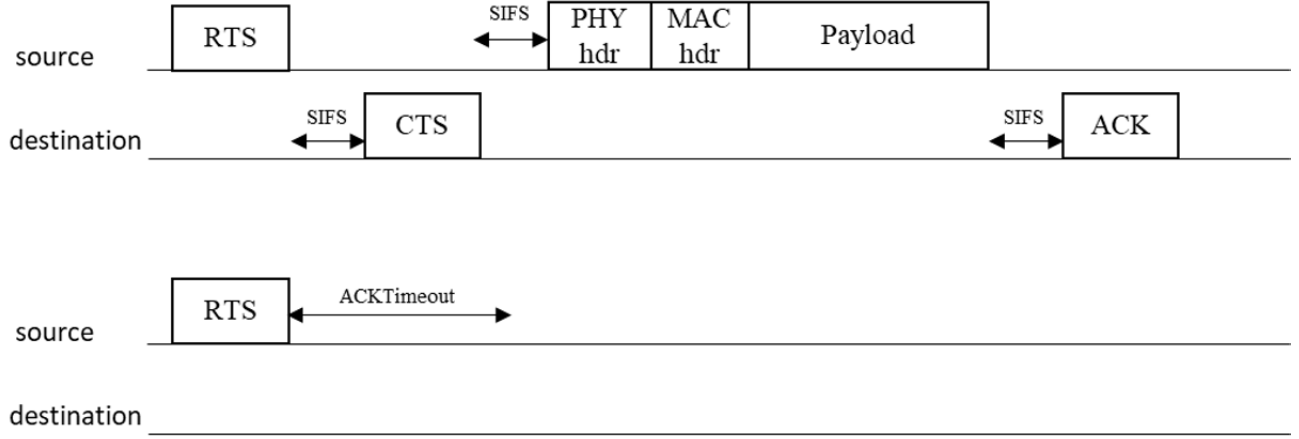 SIFS
PHY hdr
MAC hdr
Payload
RTS
source
SIFS
CTS
SIFS
ACK
destination
RTS
ACKTimeout
source
destination